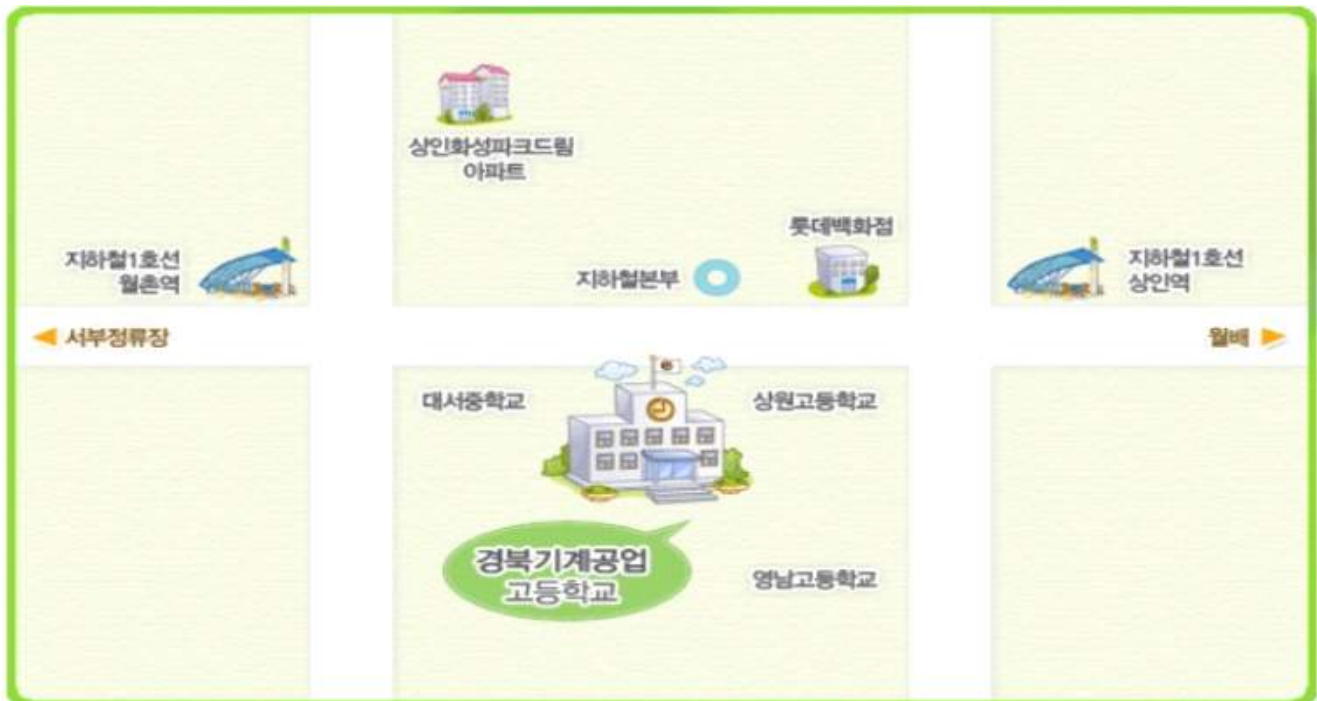 상인화성파크드림
아파트
롯데백화점
지하철1호선
월촌역
지하철본부
지하철1호선
상인역
서부정류장
월배
대서중학교
상원고등학교
경북기계공업
고등학교
영남고등학교